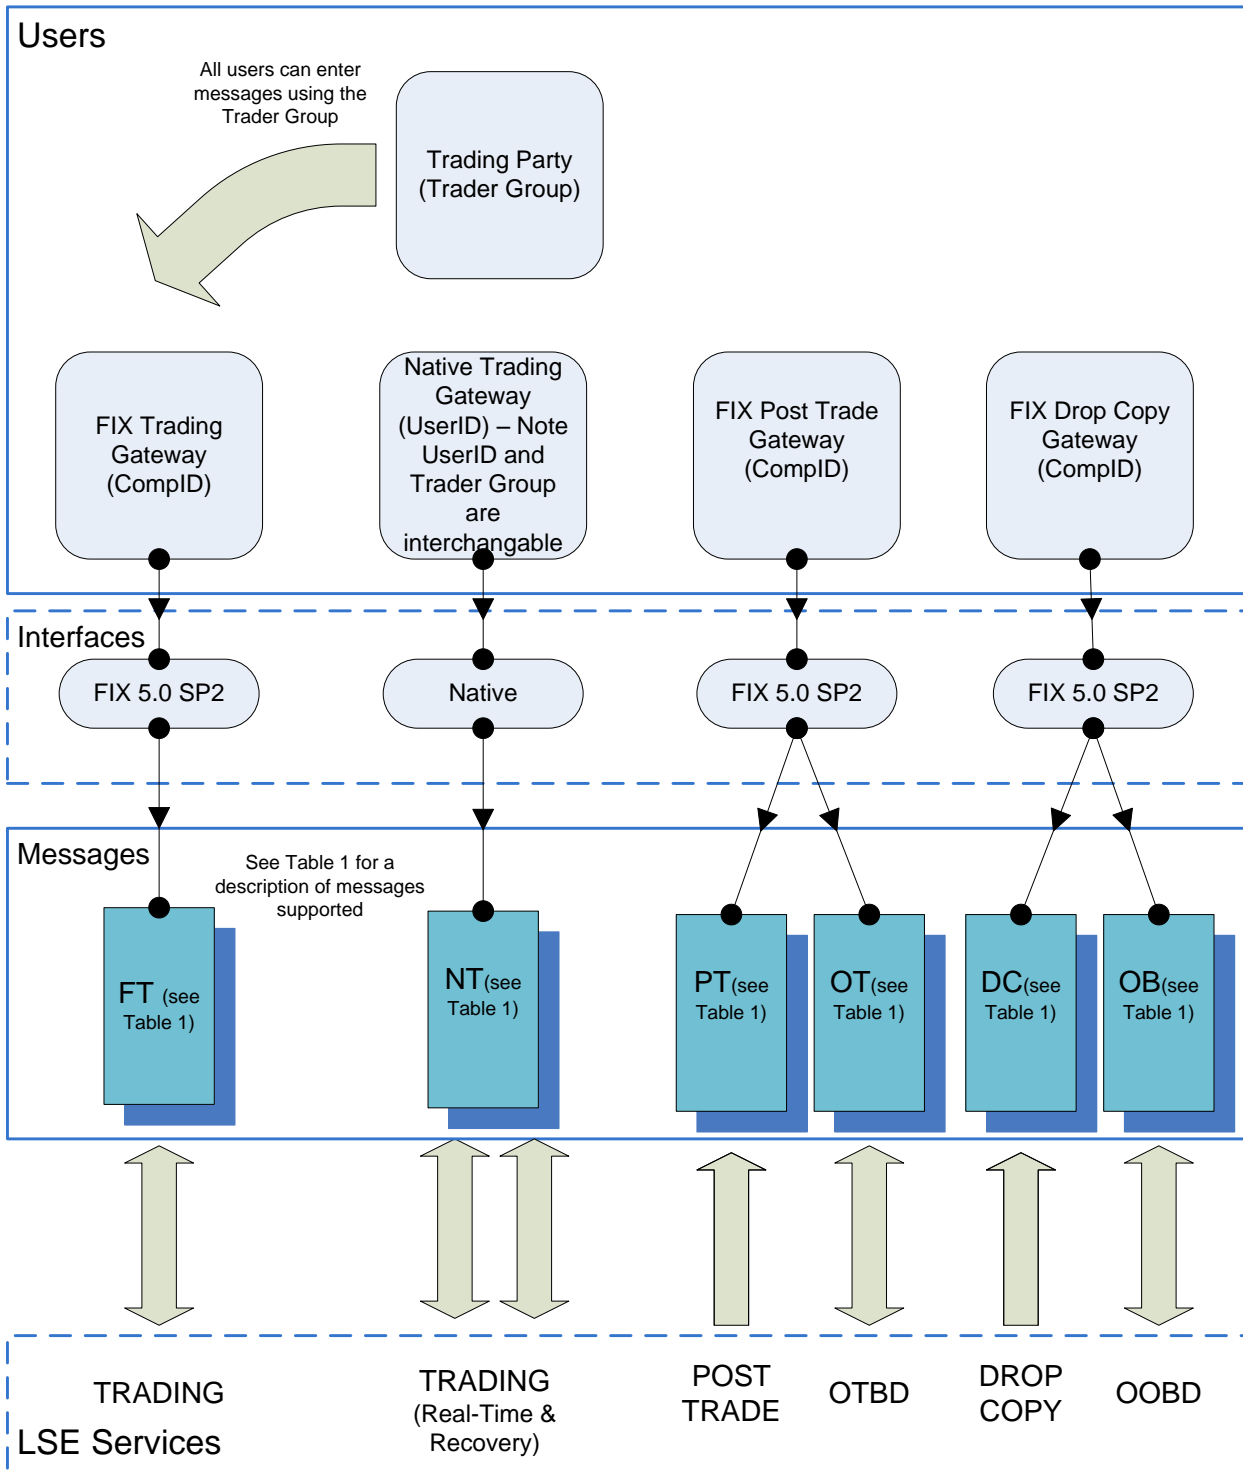 Users
All users can enter
messages using the
Trader Group
Trading Party
(Trader Group)
FIX Trading
Gateway
(CompID)
Native Trading
Gateway
(UserID) – Note
UserID and
Trader Group
are
interchangable
FIX Post Trade
Gateway
(CompID)
FIX Drop Copy
Gateway
(CompID)
Interfaces
FIX 5.0 SP2
Native
FIX 5.0 SP2
FIX 5.0 SP2
Messages
See Table 1 for a
description of messages
supported
FT (see
Table 1)
NT(see
Table 1)
PT(see
Table 1)
OT(see
Table 1)
DC(see
Table 1)
OB(see
Table 1)
TRADING
TRADING
(Real-Time &
Recovery)
POST
TRADE
OTBD
DROP
COPY
OOBD
LSE Services